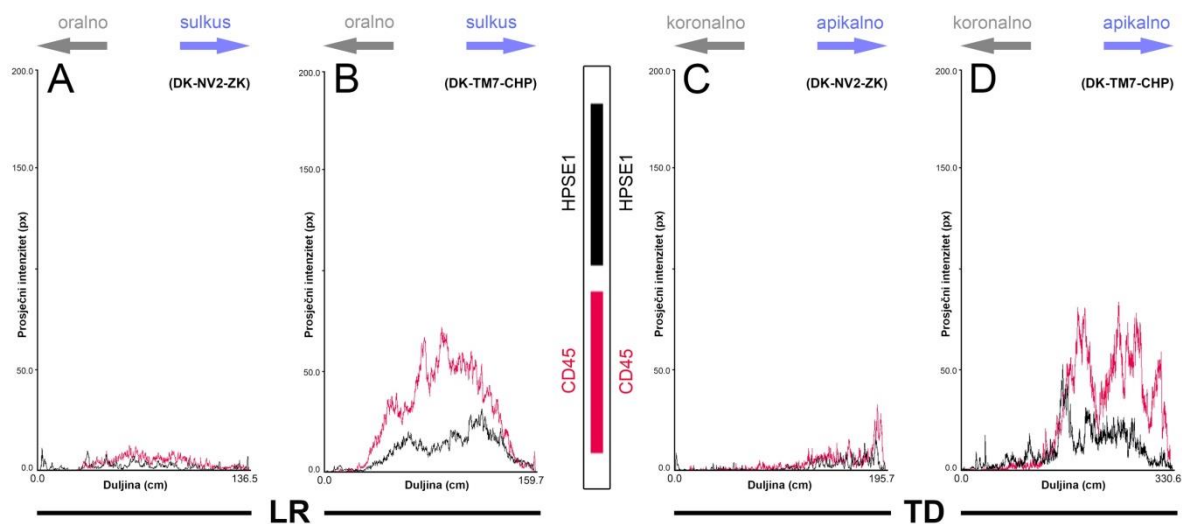 oralno
sulkus
A
(DK-NV2-ZK)
200.0
150.0
50.0
0.0
Prosječni intenzitet (px)
0.0
136.5
Duljina (cm)
oralno
sulkus
B
(DK-TM7-CHP)
200.0
150.0
50.0
0.0
Prosječni intenzitet (px)
0.0
159.7
Duljina (cm)
LR
HPSE1
HPSE1
CD45
CD45
koronalno
apikalno
C
(DK-NV2-ZK)
200.0
150.0
50.0
0.0
Prosječni intenzitet (px)
0.0
195.7
Duljina (cm)
koronalno
apikalno
D
(DK-TM7-CHP)
200.0
150.0
50.0
0.0
Prosječni intenzitet (px)
0.0
330.6
Duljina (cm)
TD